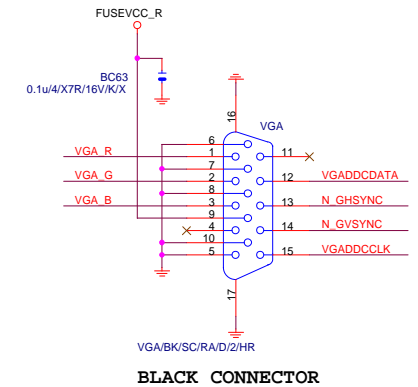 FUSEVCC_R
BC63
0.1u/4/X7R/16V/K/X
16
VGA
6
VGA_R 1 11
7
VGA_G 2 12 VGADDCDATA
8
VGA_B 3 13 N_GHSYNC
9
4 14 N_GVSYNC
10
5 15 VGADDCCLK
17
VGA/BK/SC/RA/D/2/HR
BLACK CONNECTOR